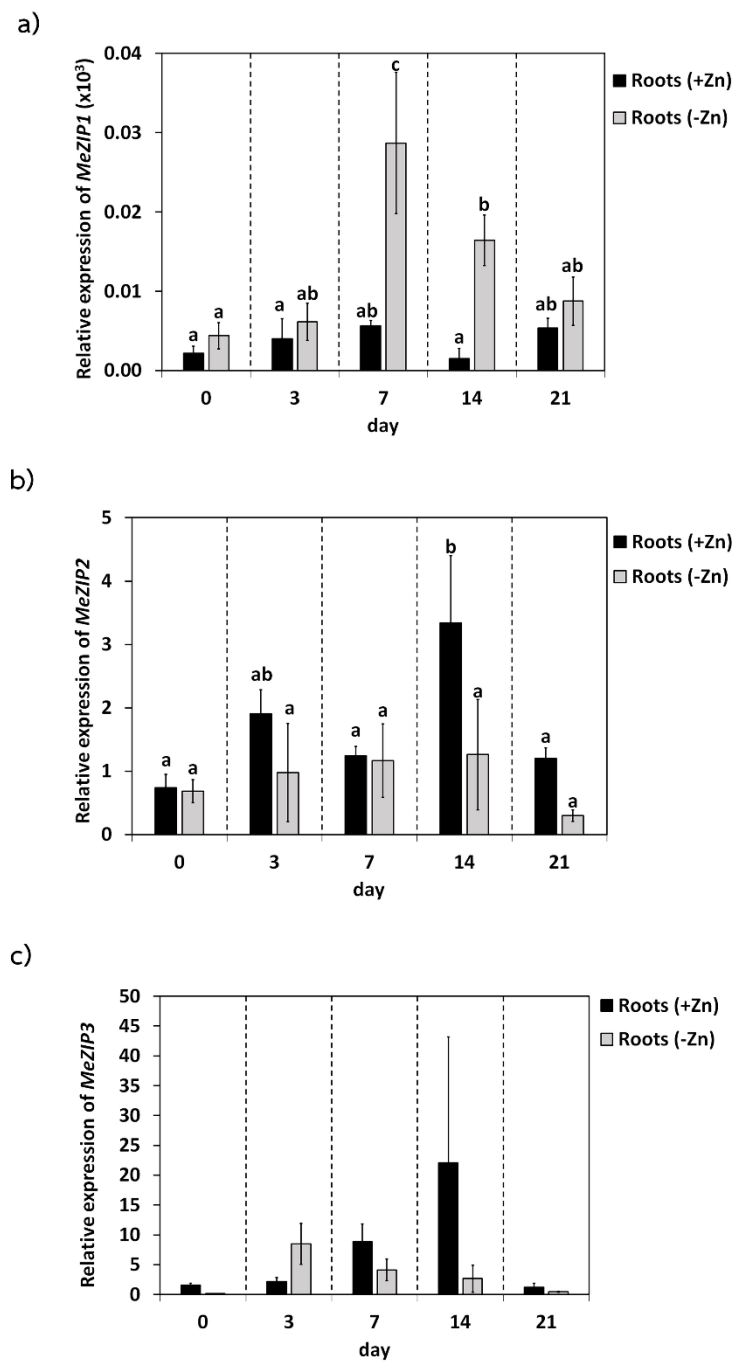 a)
Relative expression of MeZIP1 (x10³)
0.04
0.03
0.02
0.01
0.00
a
a
a
ab
ab
c
a
b
ab
ab
0
3
7
14
21
day
Roots (+Zn)
Roots (-Zn)
b)
Relative expression of MeZIP2
5
4
3
2
1
0
a
a
ab
a
a
a
b
a
a
a
0
3
7
14
21
day
Roots (+Zn)
Roots (-Zn)
c)
Relative expression of MeZIP3
50
45
40
35
30
25
20
15
10
5
0
0
3
7
14
21
day
Roots (+Zn)
Roots (-Zn)